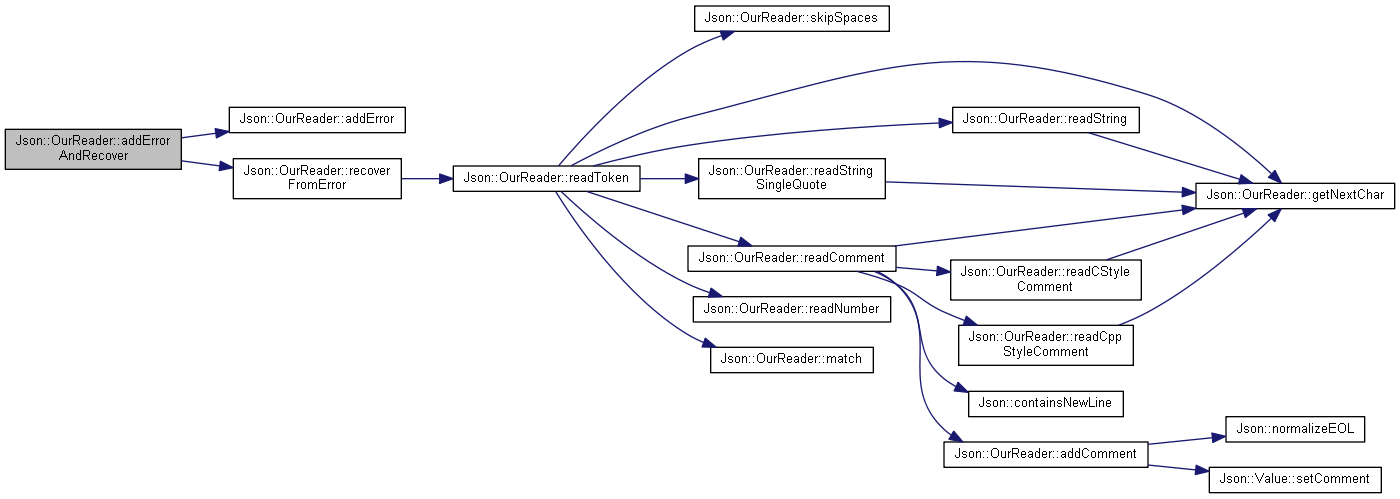 Json::OurReader::skipSpaces
Json::OurReader::addError
Json::OurReader::readString
Json::OurReader::addError
AndRecover
Json::OurReader::recover
FromError
Json::OurReader::readToken
Json::OurReader::readString
SingleQuote
Json::OurReader::getNextChar
Json::OurReader::readComment
Json::OurReader::readCStyle
Comment
Json::OurReader::readNumber
Json::OurReader::readCpp
StyleComment
Json::OurReader::match
Json::containsNewLine
Json::normalizeEOL
Json::OurReader::addComment
Json::Value::setComment